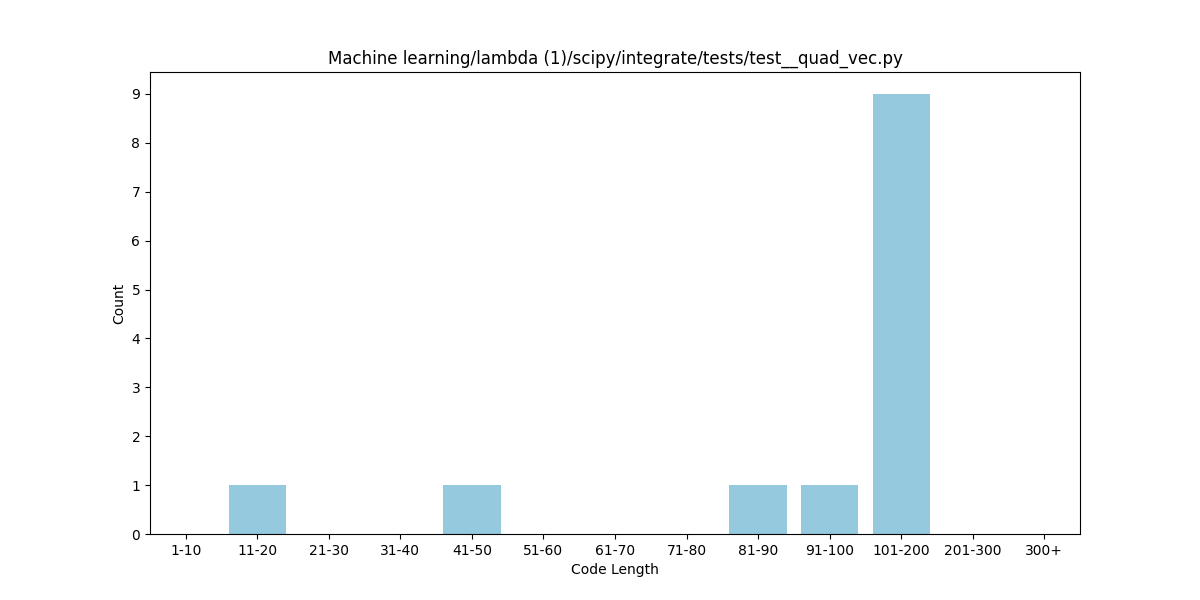 Machine learning/lambda (1)/scipy/integrate/tests/test__quad_vec.py
9
8
7
6
5
4
3
2
1
0
Count
1-10 11-20 21-30 31-40 41-50 51-60 61-70 71-80 81-90 91-100 101-200 201-300 300+
Code Length